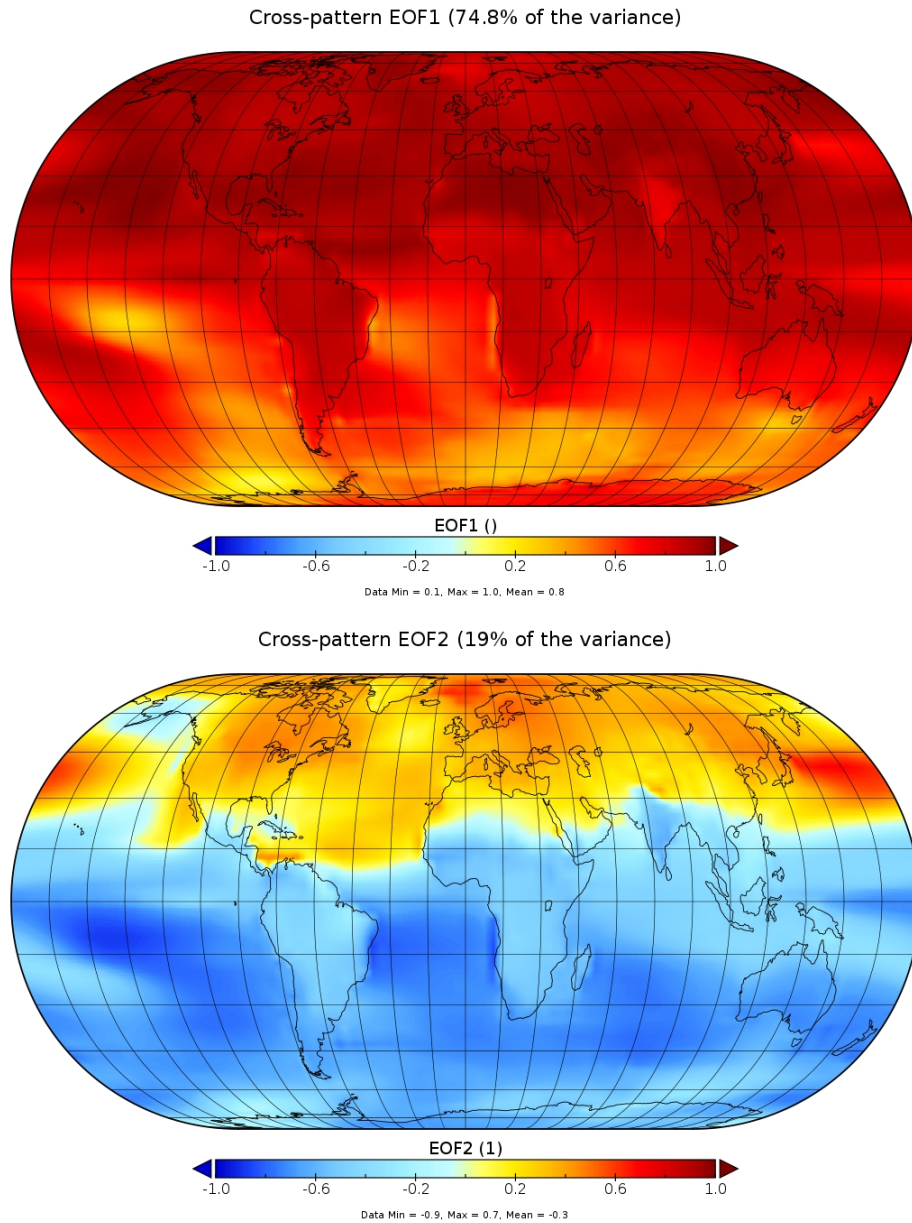 Cross-pattern EOF1 (74.8% of the variance)
EOF1 ()
-1.0 -0.6 -0.2 0.2 0.6 1.0
Data Min = 0.1, Max = 1.0, Mean = 0.8
Cross-pattern EOF2 (19% of the variance)
EOF2 (1)
-1.0 -0.6 -0.2 0.2 0.6 1.0
Data Min = -0.9, Max = 0.7, Mean = -0.3